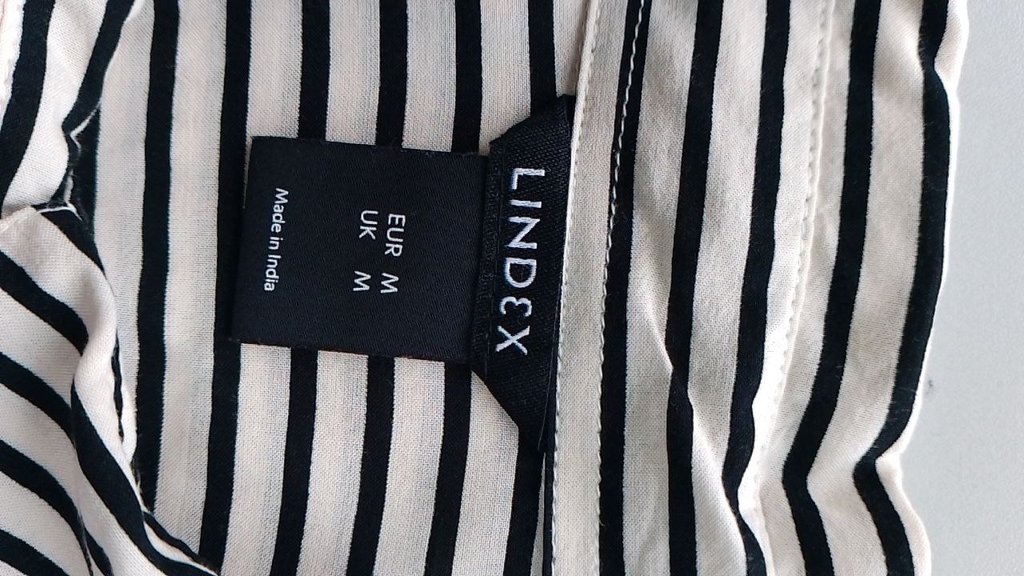 LINDEX
EUR M
UK M
Made in India